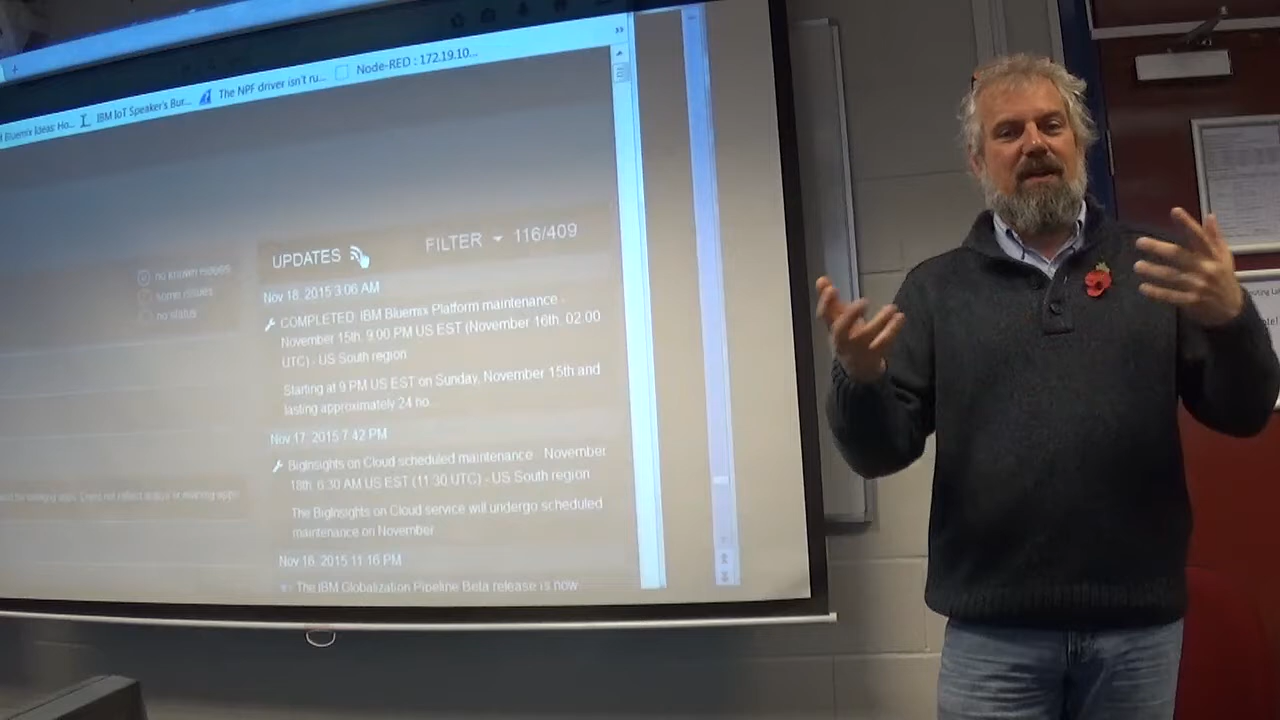 Bluemix Ideas: Ho... IBM IoT Speaker's Bur... The NPF driver isn't ru... Node-RED : 172.19.10...
no known issues
some issues
no status
UPDATES FILTER 116/409
Nov 18, 2015 3:06 AM
COMPLETED: IBM Bluemix Platform maintenance -
November 15th, 9:00 PM US EST (November 16th, 02:00
UTC) - US South region
Starting at 9 PM US EST on Sunday, November 15th and
lasting approximately 24 ho
Nov 17, 2015 7:42 PM
BigInsights on Cloud scheduled maintenance - November
18th, 6:30 AM US EST (11:30 UTC) - US South region
The BigInsights on Cloud service will undergo scheduled
maintenance on November
Nov 16, 2015 11:16 PM
The IBM Globalization Pipeline Beta release is now